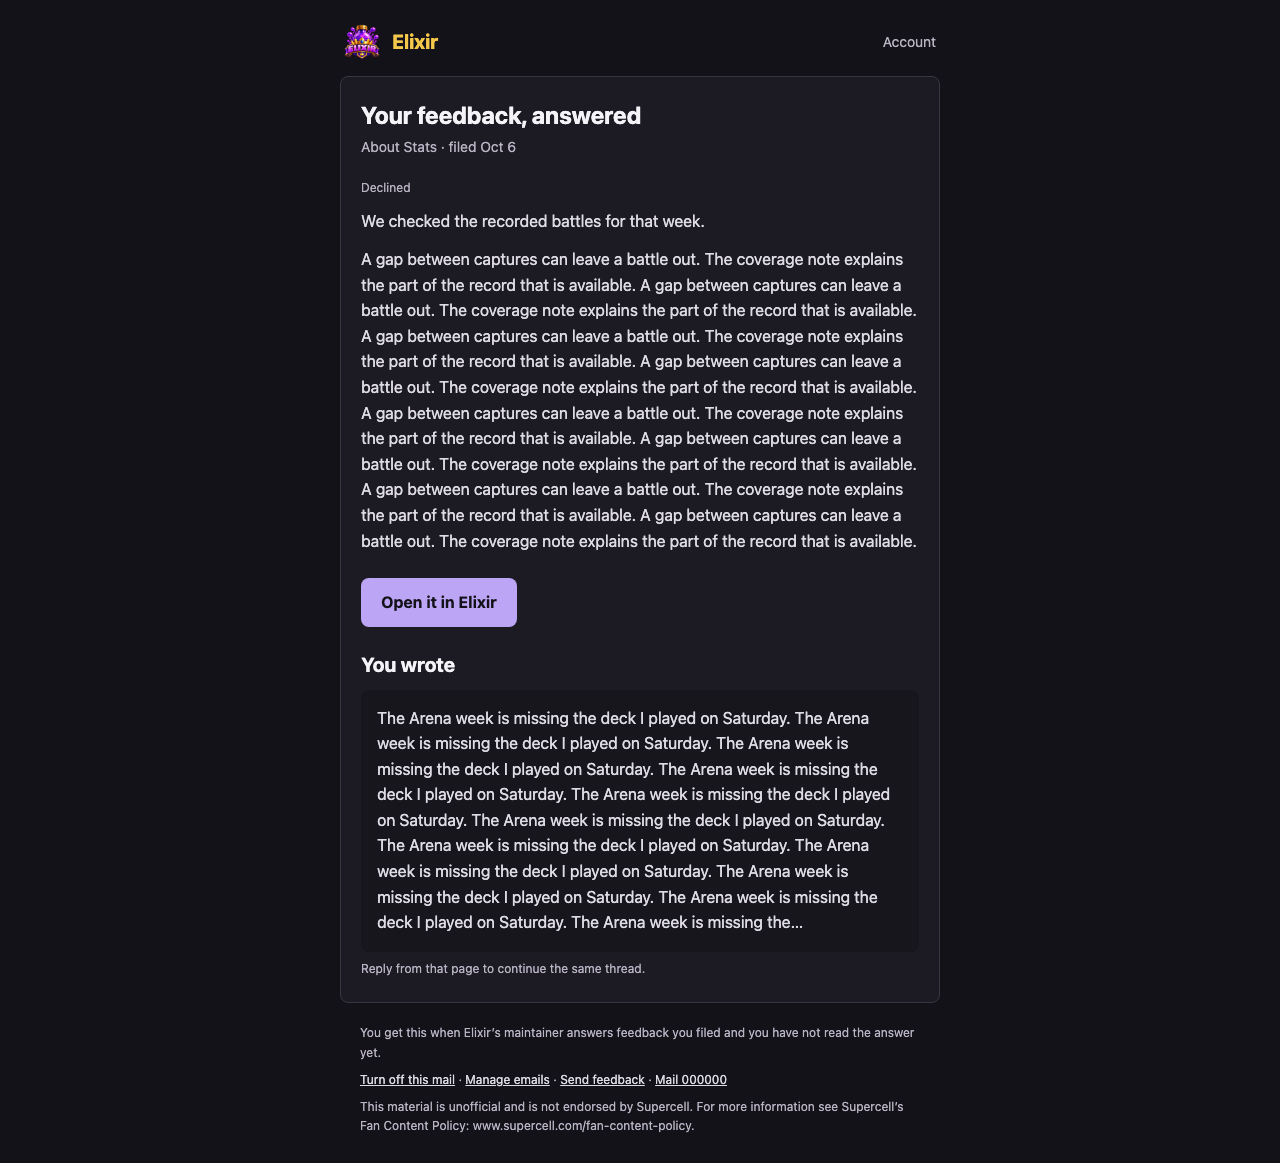 ELIXIR
Elixir
Account
Your feedback, answered
About Stats · filed Oct 6
Declined
We checked the recorded battles for that week.
A gap between captures can leave a battle out. The coverage note explains
the part of the record that is available. A gap between captures can leave a
battle out. The coverage note explains the part of the record that is available.
A gap between captures can leave a battle out. The coverage note explains
the part of the record that is available. A gap between captures can leave a
battle out. The coverage note explains the part of the record that is available.
A gap between captures can leave a battle out. The coverage note explains
the part of the record that is available. A gap between captures can leave a
battle out. The coverage note explains the part of the record that is available.
A gap between captures can leave a battle out. The coverage note explains
the part of the record that is available. A gap between captures can leave a
battle out. The coverage note explains the part of the record that is available.
Open it in Elixir
You wrote
The Arena week is missing the deck I played on Saturday. The Arena
week is missing the deck I played on Saturday. The Arena week is
missing the deck I played on Saturday. The Arena week is missing the
deck I played on Saturday. The Arena week is missing the deck I played
on Saturday. The Arena week is missing the deck I played on Saturday.
The Arena week is missing the deck I played on Saturday. The Arena
week is missing the deck I played on Saturday. The Arena week is
missing the deck I played on Saturday. The Arena week is missing the
deck I played on Saturday. The Arena week is missing the...
Reply from that page to continue the same thread.
You get this when Elixir’s maintainer answers feedback you filed and you have not read the answer
yet.
Turn off this mail · Manage emails · Send feedback · Mail 000000
This material is unofficial and is not endorsed by Supercell. For more information see Supercell’s
Fan Content Policy: www.supercell.com/fan-content-policy.